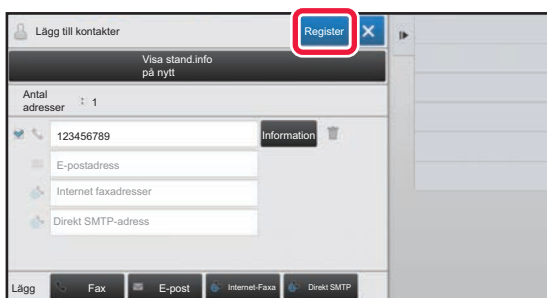 Lägg till kontakter
Register
Visa stand.info
på nytt
Antal
adresser : 1
123456789
Information
E-postadress
Internet faxadresser
Direkt SMTP-adress
Lägg
Fax
E-post
Internet-Faxa
Direkt SMTP